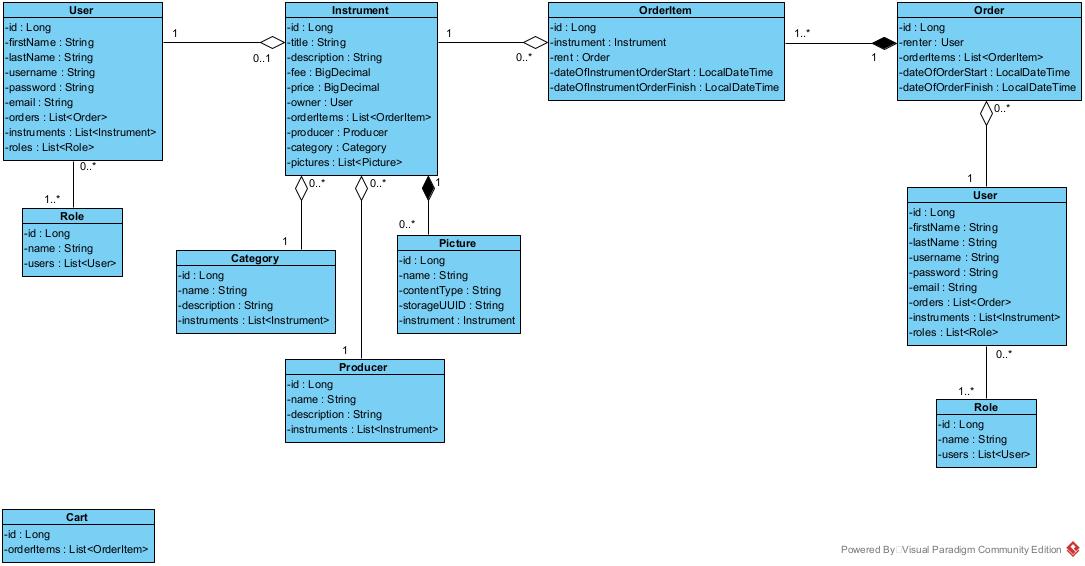 User
-id : Long
-firstName : String
-lastName : String
-username : String
-password : String
-email : String
-orders : List<Order>
-instruments : List<Instrument>
-roles : List<Role>
1
0..1
Instrument
-id : Long
-title : String
-description : String
-fee : BigDecimal
-price : BigDecimal
-owner : User
-orderItems : List<OrderItem>
-producer : Producer
-category : Category
-pictures : List<Picture>
1
0..*
OrderItem
-id : Long
-instrument : Instrument
-rent : Order
-dateOfInstrumentOrderStart : LocalDateTime
-dateOfInstrumentOrderFinish : LocalDateTime
1..*
1
Order
-id : Long
-renter : User
-orderItems : List<OrderItem>
-dateOfOrderStart : LocalDateTime
-dateOfOrderFinish : LocalDateTime
0..*
1..*
Role
-id : Long
-name : String
-users : List<User>
0..*
1
Category
-id : Long
-name : String
-description : String
-instruments : List<Instrument>
0..*
1
Producer
-id : Long
-name : String
-description : String
-instruments : List<Instrument>
1
0..*
Picture
-id : Long
-name : String
-contentType : String
-storageUUID : String
-instrument : Instrument
0..*
1
User
-id : Long
-firstName : String
-lastName : String
-username : String
-password : String
-email : String
-orders : List<Order>
-instruments : List<Instrument>
-roles : List<Role>
0..*
1..*
Role
-id : Long
-name : String
-users : List<User>
Cart
-id : Long
-orderItems : List<OrderItem>
Powered By Visual Paradigm Community Edition